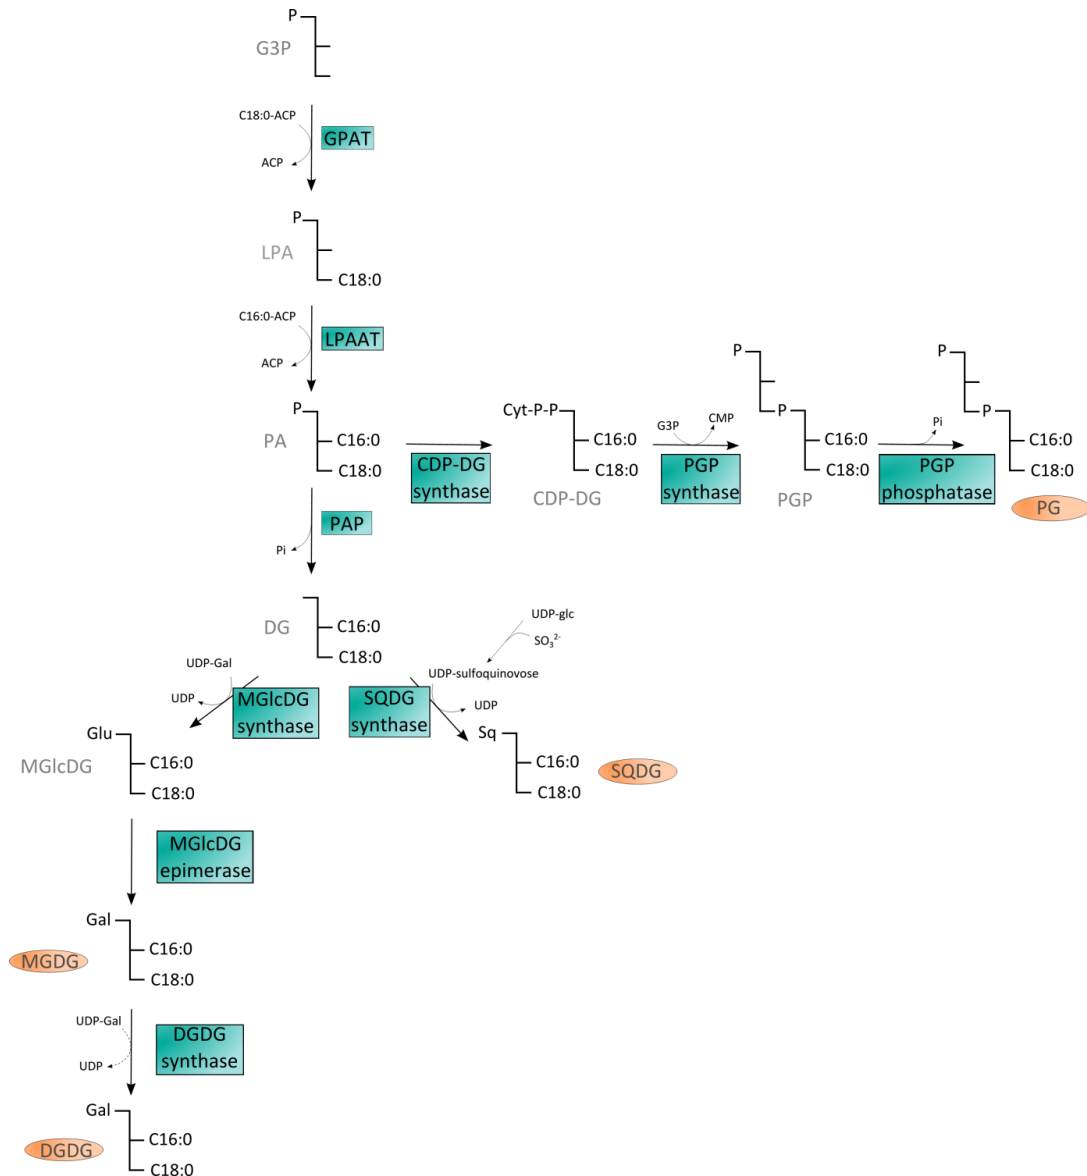 P
G3P
C18:0-ACP
GPAT
ACP
P
LPA
C18:0
C16:0-ACP
LPAAT
ACP
P
PA
C16:0
C18:0
CDP-DG
synthase
Cyt-P-P
C16:0
C18:0
CDP-DG
G3P
CMP
PGP
synthase
P
P
C16:0
C18:0
PGP
Pi
PGP
phosphatase
P
P
C16:0
C18:0
PG
PAP
Pi
DG
C16:0
C18:0
UDP-glc
SO₃²⁻
UDP-sulfoquinovose
UDP
SQDG
synthase
Sq
C16:0
C18:0
SQDG
UDP-Gal
UDP
MGlcDG
synthase
Glu
MGlcDG
C16:0
C18:0
MGlcDG
epimerase
Gal
MGDG
C16:0
C18:0
UDP-Gal
UDP
DGDG
synthase
Gal
DGDG
C16:0
C18:0